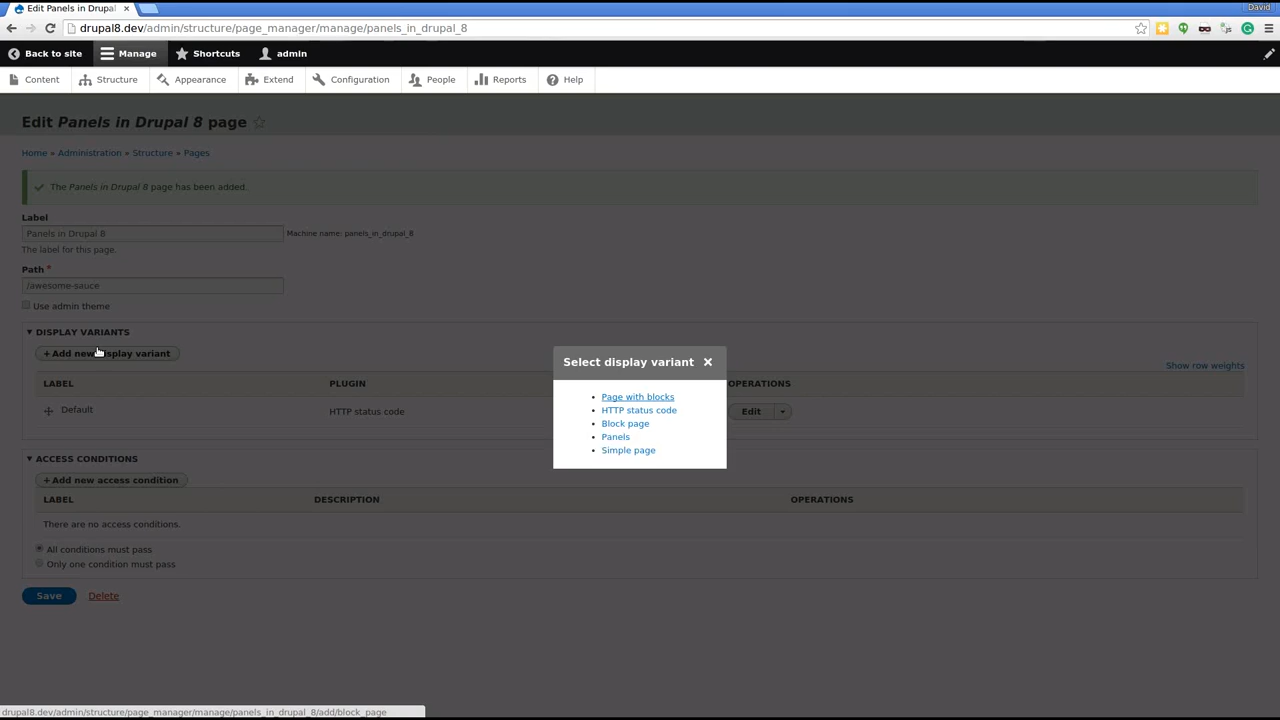 Edit Panels in Drupal ×
David
drupal8.dev/admin/structure/page_manager/manage/panels_in_drupal_8
Back to site Manage Shortcuts admin
Content Structure Appearance Extend Configuration People Reports Help
Edit Panels in Drupal 8 page
Home » Administration » Structure » Pages
The Panels in Drupal 8 page has been added.
Label
Panels in Drupal 8 Machine name: panels_in_drupal_8
The label for this page.
Path *
/awesome-sauce
Use admin theme
▼ DISPLAY VARIANTS
+ Add new display variant
Show row weights
LABEL PLUGIN OPERATIONS
Default HTTP status code Edit
Select display variant ×
• Page with blocks
• HTTP status code
• Block page
• Panels
• Simple page
▼ ACCESS CONDITIONS
+ Add new access condition
LABEL DESCRIPTION OPERATIONS
There are no access conditions.
All conditions must pass
Only one condition must pass
Save Delete
drupal8.dev/admin/structure/page_manager/manage/panels_in_drupal_8/add/block_page